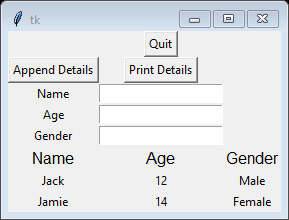 tk
Quit
Append Details Print Details
Name
Age
Gender
Name Age Gender
Jack 12 Male
Jamie 14 Female